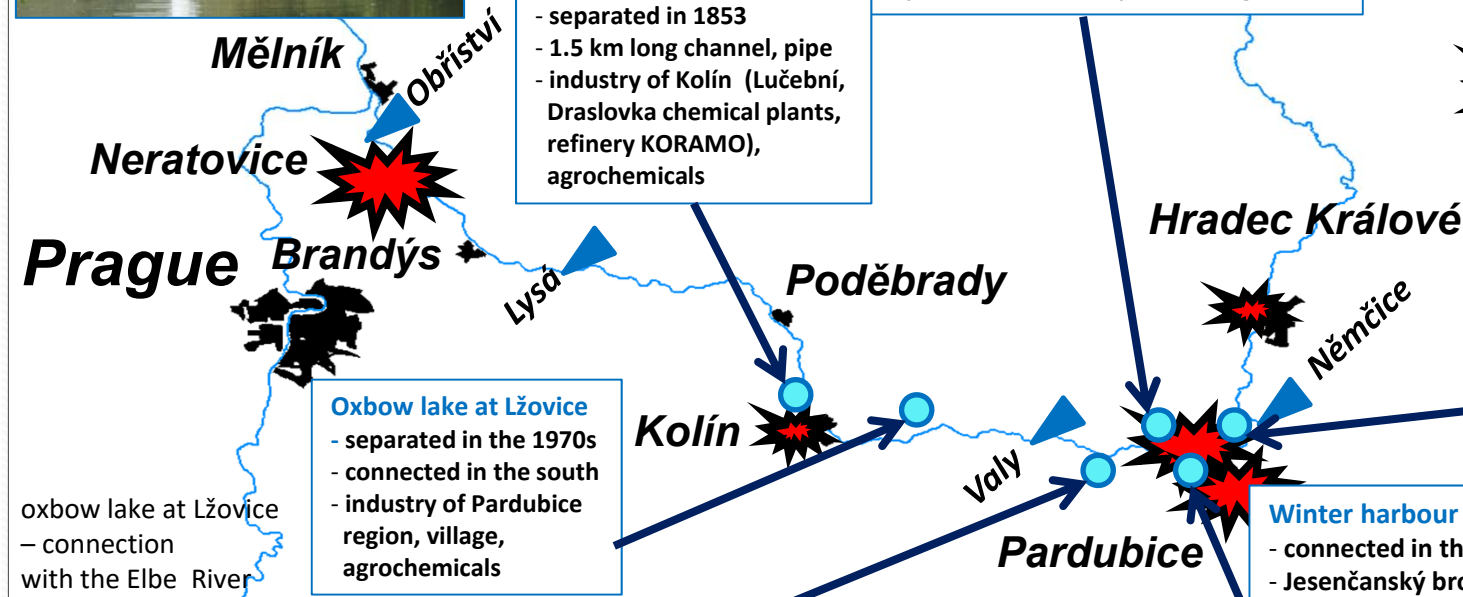 - separated in 1853
- 1.5 km long channel, pipe
- industry of Kolín (Lučební,
Draslovka chemical plants,
refinery KORAMO),
agrochemicals
Mělník
Obříství
Neratovice
Hradec Králové
Prague
Brandýs
Lysá
Poděbrady
Němčice
Oxbow lake at Lžovice
- separated in the 1970s
- connected in the south
- industry of Pardubice
region, village,
agrochemicals
Kolín
Valy
oxbow lake at Lžovice
– connection
with the Elbe River
Pardubice
Winter harbour
- connected in th
- Jesenčanský bro